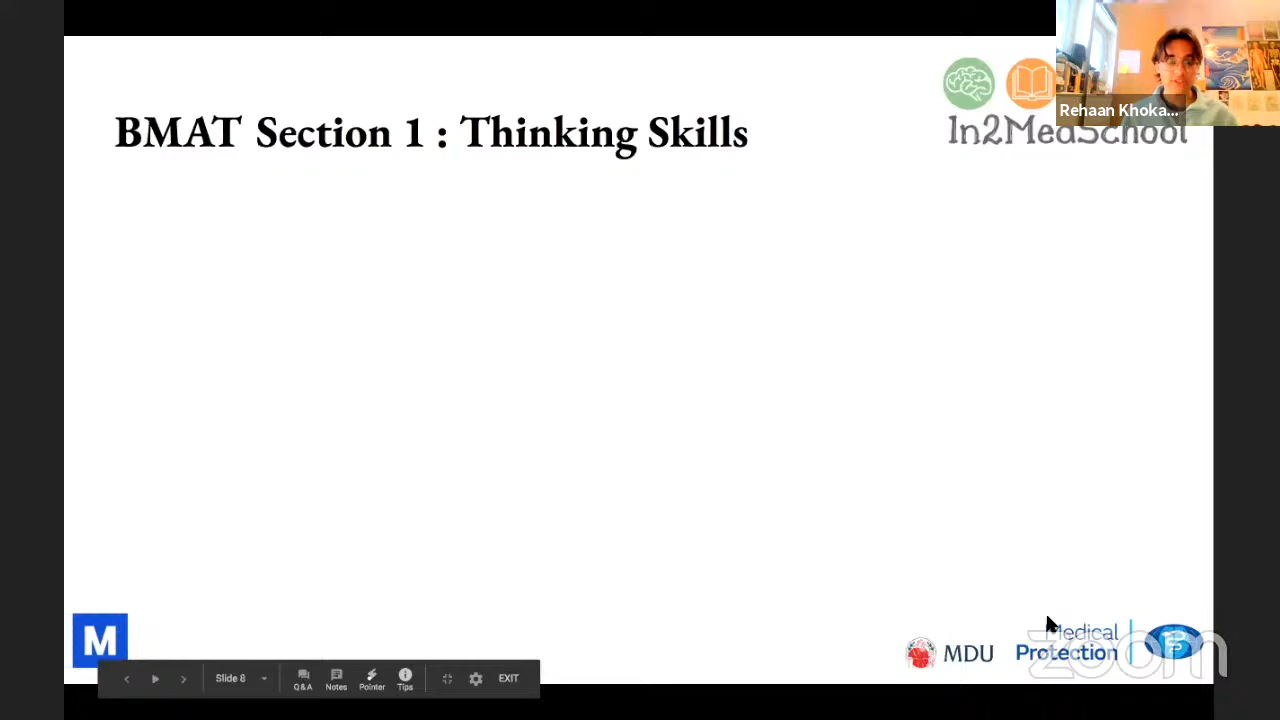 BMAT Section 1 : Thinking Skills
Rehaan Khoka...
In2MedSchool
M
MDU
Medical
Protection
zoom
Slide 8
Q&A
Notes
Pointer
Tips
EXIT